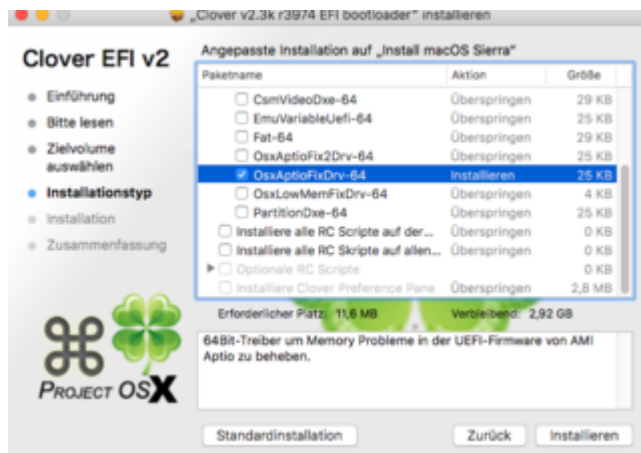 „Clover v2.3k r3974 EFI bootloader" installieren
Clover EFI v2
Angepasste Installation auf „Install macOS Sierra"
Paketname Aktion Größe
CsmVideoDxe-64 Überspringen 29 KB
EmuVariableUefi-64 Überspringen 25 KB
Fat-64 Überspringen 29 KB
OsxAptioFix2Drv-64 Überspringen 25 KB
OsxAptioFixDrv-64 Installieren 25 KB
OsxLowMemFixDrv-64 Überspringen 4 KB
PartitionDxe-64 Überspringen 25 KB
Installiere alle RC Scripte auf der... Überspringen 0 KB
Installiere alle RC Skripte auf allen... Überspringen 0 KB
Optionale RC Scripte 0 KB
Installiere Clover Preference Pane Überspringen 2,8 MB
Einführung
Bitte lesen
Zielvolume
auswählen
Installationstyp
Installation
Zusammenfassung
Erforderlicher Platz: 11,6 MB Verbleibend: 2,92 GB
64Bit-Treiber um Memory Probleme in der UEFI-Firmware von AMI
Aptio zu beheben.
PROJECT OSX
Standardinstallation Zurück Installieren